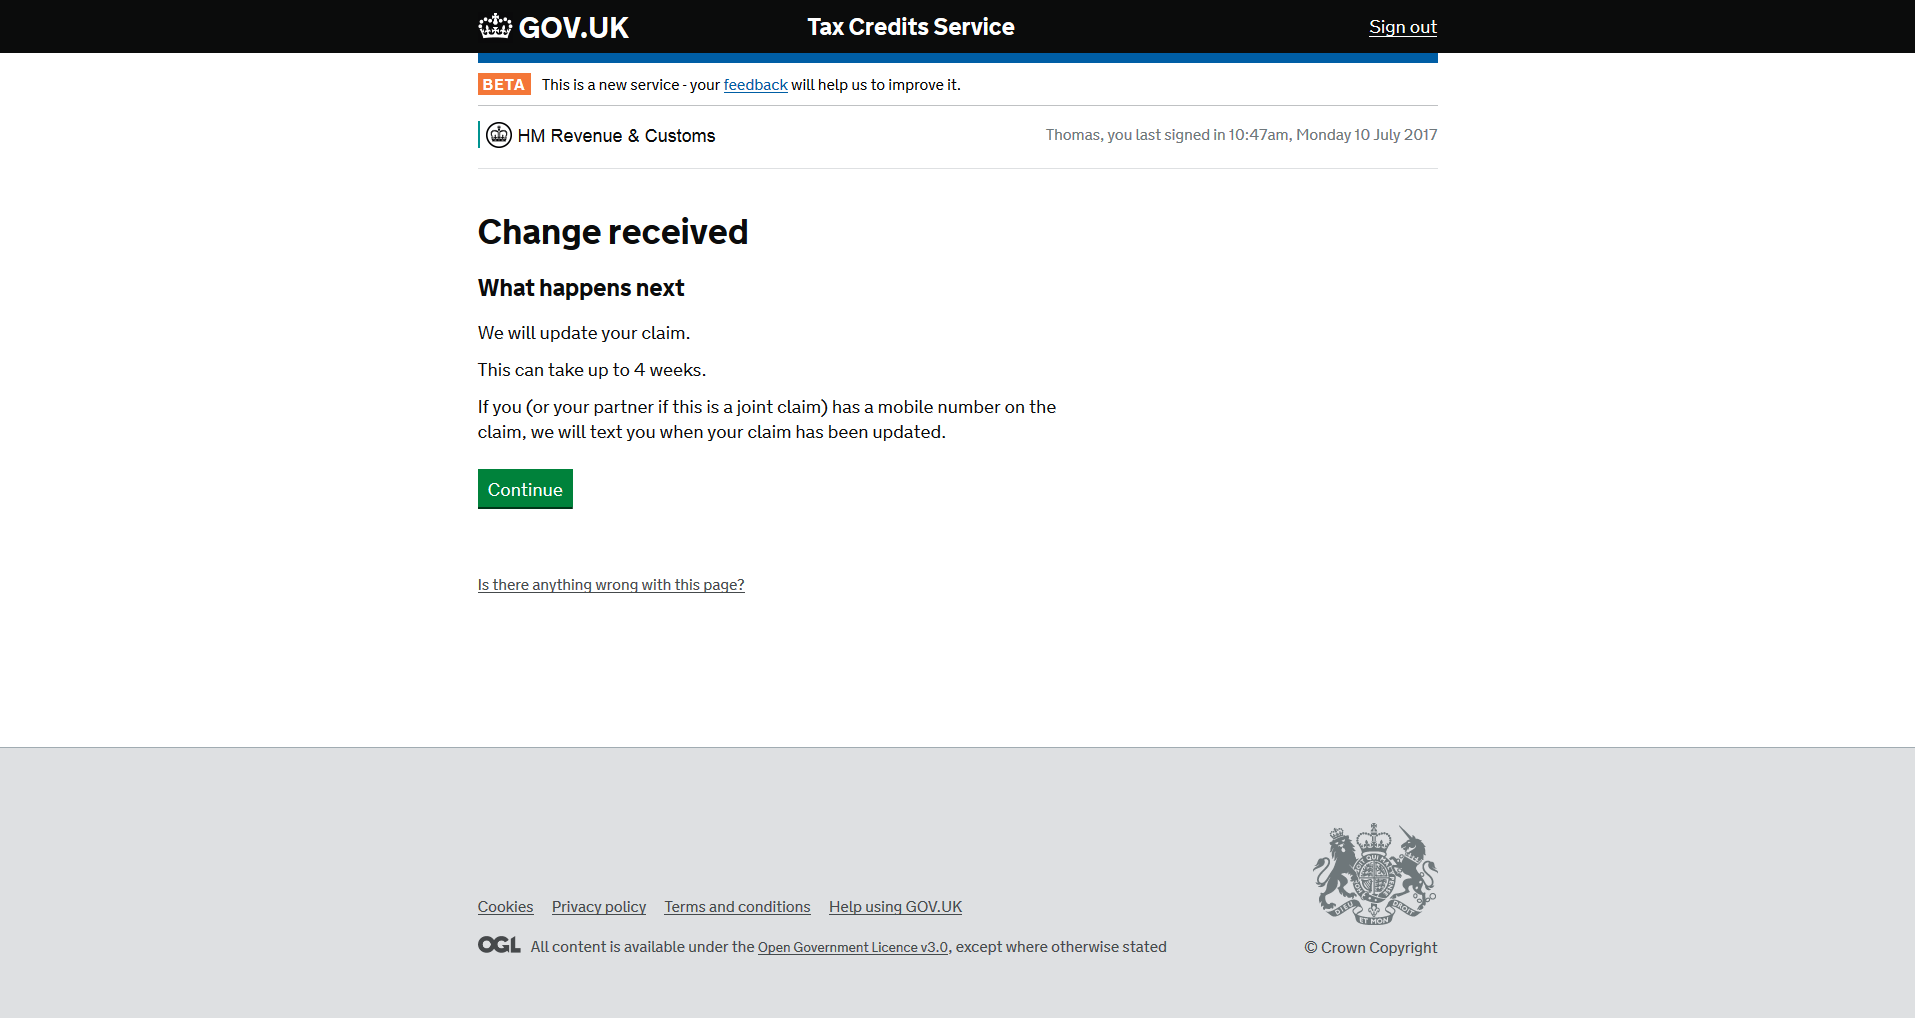 GOV.UK
Tax Credits Service
Sign out
BETA This is a new service - your feedback will help us to improve it.
HM Revenue & Customs
Thomas, you last signed in 10:47am, Monday 10 July 2017
Change received
What happens next
We will update your claim.
This can take up to 4 weeks.
If you (or your partner if this is a joint claim) has a mobile number on the
claim, we will text you when your claim has been updated.
Continue
Is there anything wrong with this page?
Cookies Privacy policy Terms and conditions Help using GOV.UK
OGL All content is available under the Open Government Licence v3.0, except where otherwise stated
DIEU ET MON DROIT
© Crown Copyright